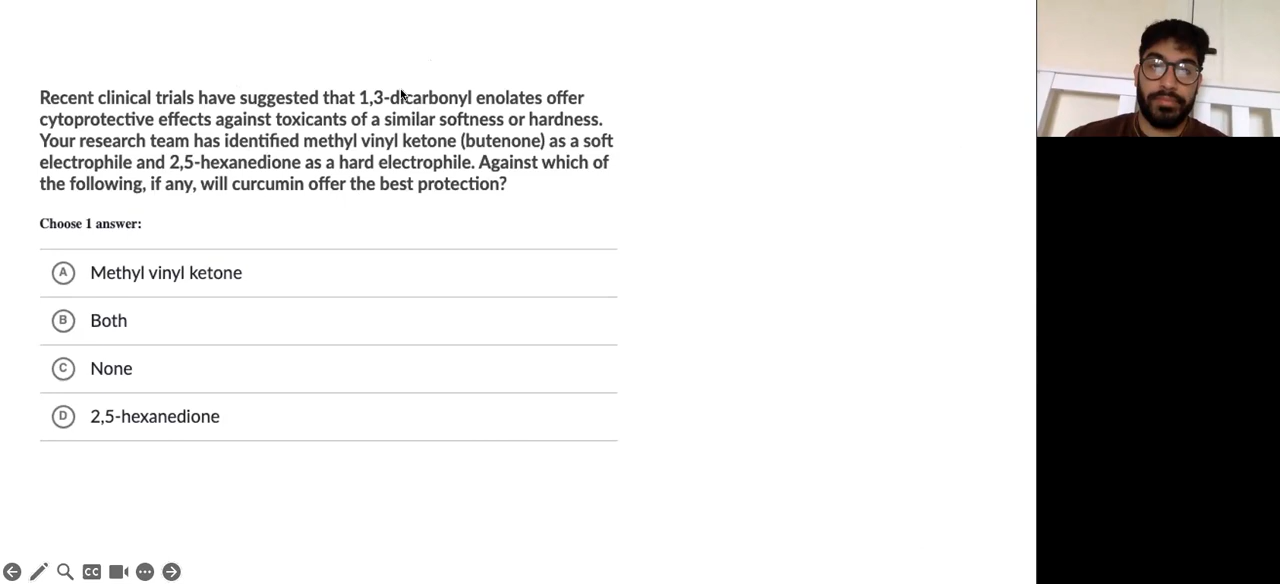 Recent clinical trials have suggested that 1,3-dicarbonyl enolates offer
cytoprotective effects against toxicants of a similar softness or hardness.
Your research team has identified methyl vinyl ketone (butenone) as a soft
electrophile and 2,5-hexanedione as a hard electrophile. Against which of
the following, if any, will curcumin offer the best protection?
Choose 1 answer:
A Methyl vinyl ketone
B Both
C None
D 2,5-hexanedione
CC